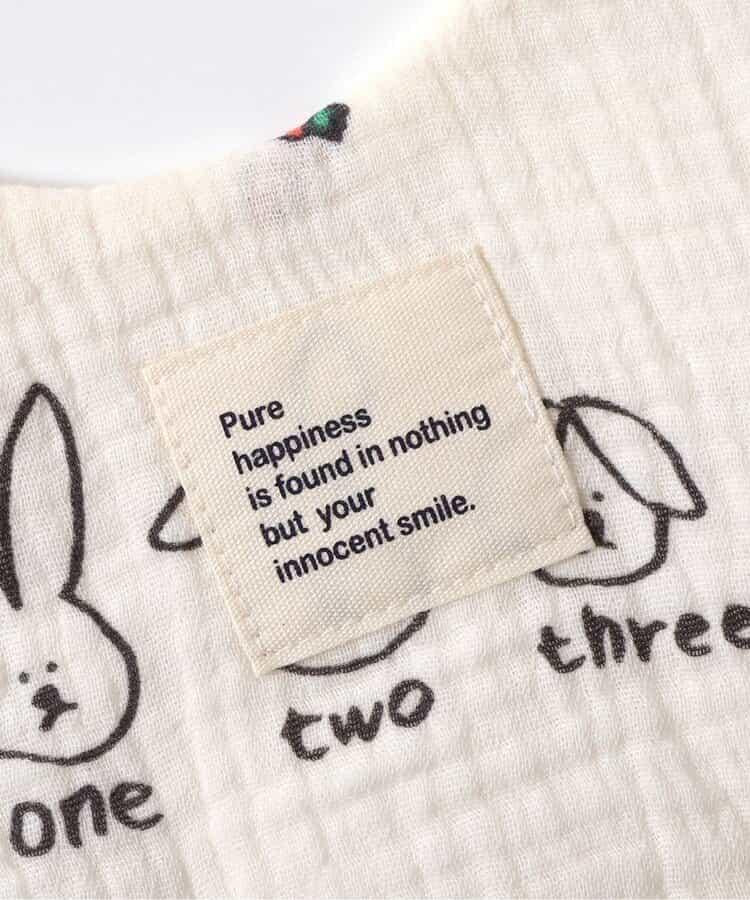 Pure
happiness
is found in nothing
but your
innocent smile.
one
two
three